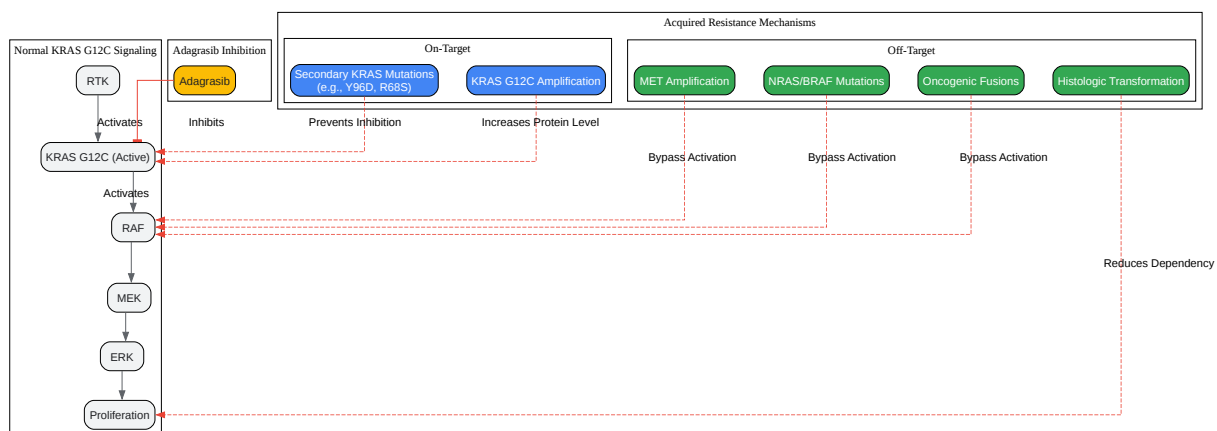 Acquired Resistance Mechanisms
Normal KRAS G12C Signaling
Adagrasib Inhibition
On-Target
Off-Target
RTK
Adagrasib
Secondary KRAS Mutations
(e.g., Y96D, R68S)
KRAS G12C Amplification
MET Amplification
NRAS/BRAF Mutations
Oncogenic Fusions
Histologic Transformation
Activates
Inhibits
Prevents Inhibition
Increases Protein Level
KRAS G12C (Active)
Bypass Activation
Bypass Activation
Bypass Activation
Activates
RAF
Reduces Dependency
MEK
ERK
Proliferation